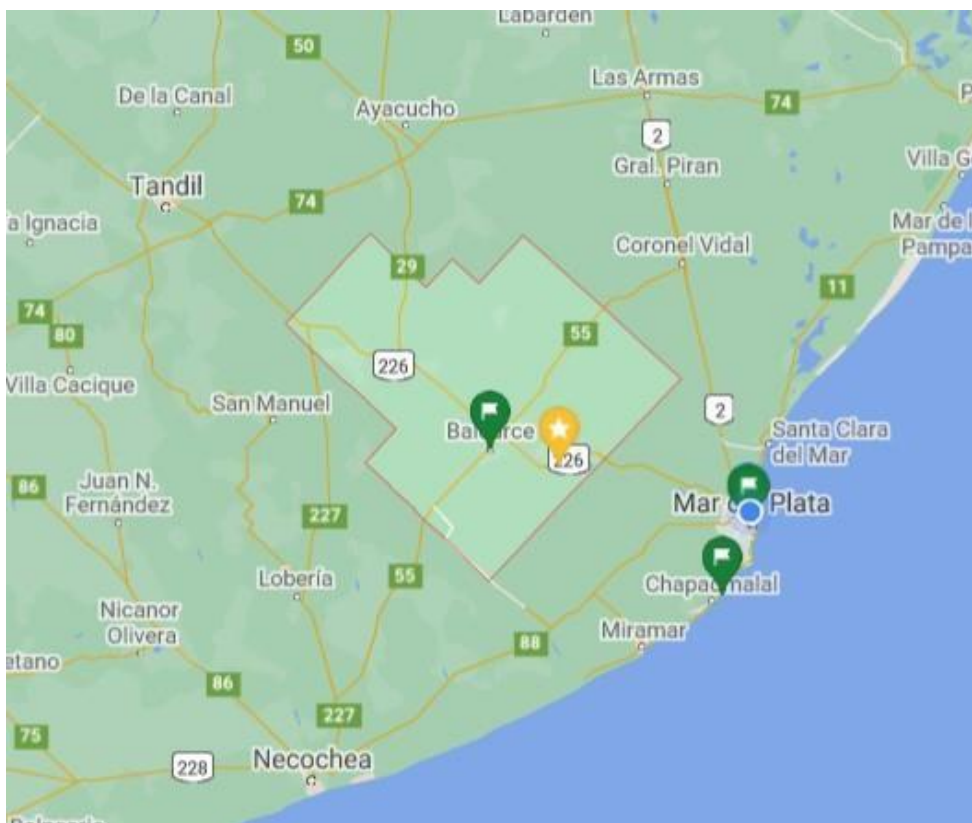 Labarden
50
De la Canal
Las Armas
74
Ayacucho
2
Gral. Piran
Villa G
Tandil
74
a Ignacia
Mar de l
Pampa
Coronel Vidal
29
11
74
80
55
226
Villa Cacique
San Manuel
2
Santa Clara
del Mar
226
86
Juan N.
Fernández
Mar Plata
227
55
Lobería
Nicanor
Olivera
Miramar
88
etano
86
227
75
Necochea
228